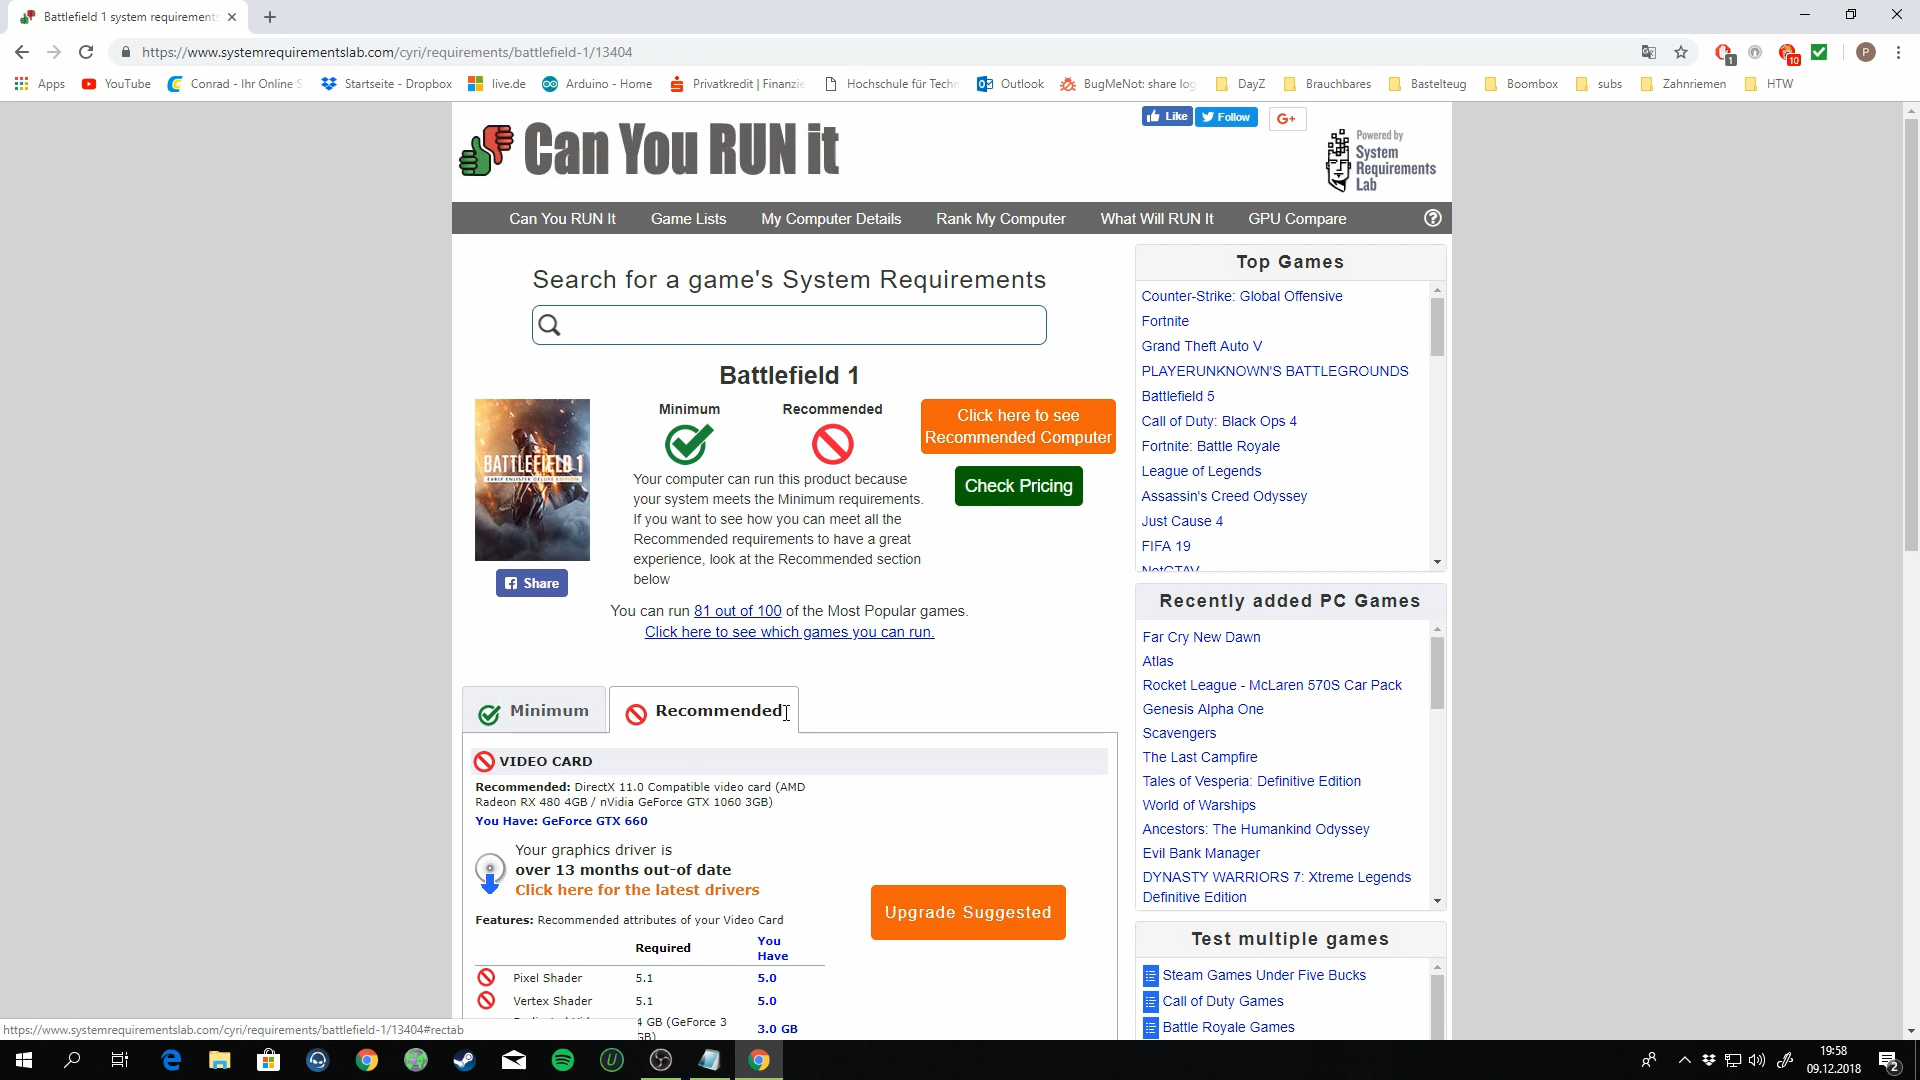 Battlefield 1 system requirements
https://www.systemrequirementslab.com/cyri/requirements/battlefield-1/13404
1
10
P
Apps
YouTube
Conrad - Ihr Online S
Startseite - Dropbox
live.de
Arduino - Home
Privatkredit | Finanzie
Hochschule für Techn
Outlook
BugMeNot: share log
DayZ
Brauchbares
Bastelteug
Boombox
subs
Zahnriemen
HTW
Can You RUN it
Like
Follow
G+
Powered by
System
Requirements
Lab
Can You RUN It
Game Lists
My Computer Details
Rank My Computer
What Will RUN It
GPU Compare
?
Search for a game's System Requirements
Battlefield 1
BATTLEFIELD 1
EARLY ENLISTER DELUXE EDITION
Share
Minimum
Recommended
Your computer can run this product because
your system meets the Minimum requirements.
If you want to see how you can meet all the
Recommended requirements to have a great
experience, look at the Recommended section
below
Click here to see
Recommended Computer
Check Pricing
You can run 81 out of 100 of the Most Popular games.
Click here to see which games you can run.
Minimum
Recommended
VIDEO CARD
Recommended: DirectX 11.0 Compatible video card (AMD
Radeon RX 480 4GB / nVidia GeForce GTX 1060 3GB)
You Have: GeForce GTX 660
Your graphics driver is
over 13 months out-of date
Click here for the latest drivers
Features: Recommended attributes of your Video Card
Required
You
Have
Pixel Shader
5.1
5.0
Vertex Shader
5.1
5.0
4 GB (GeForce 3
GB)
3.0 GB
Upgrade Suggested
Top Games
Counter-Strike: Global Offensive
Fortnite
Grand Theft Auto V
PLAYERUNKNOWN'S BATTLEGROUNDS
Battlefield 5
Call of Duty: Black Ops 4
Fortnite: Battle Royale
League of Legends
Assassin's Creed Odyssey
Just Cause 4
FIFA 19
NotGTAV
Recently added PC Games
Far Cry New Dawn
Atlas
Rocket League - McLaren 570S Car Pack
Genesis Alpha One
Scavengers
The Last Campfire
Tales of Vesperia: Definitive Edition
World of Warships
Ancestors: The Humankind Odyssey
Evil Bank Manager
DYNASTY WARRIORS 7: Xtreme Legends
Definitive Edition
Test multiple games
Steam Games Under Five Bucks
Call of Duty Games
Battle Royale Games
https://www.systemrequirementslab.com/cyri/requirements/battlefield-1/13404#rectab
19:58
09.12.2018
2